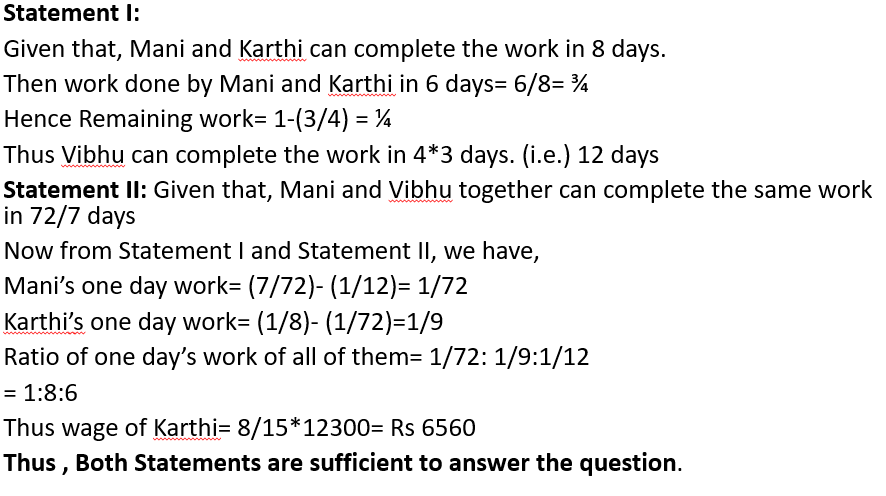 Statement I:
Given that, Mani and Karthi can complete the work in 8 days.
Then work done by Mani and Karthi in 6 days= 6/8= ¾
Hence Remaining work= 1-(3/4) = ¼
Thus Vibhu can complete the work in 4*3 days. (i.e.) 12 days
Statement II: Given that, Mani and Vibhu together can complete the same work
in 72/7 days
Now from Statement I and Statement II, we have,
Mani’s one day work= (7/72)- (1/12)= 1/72
Karthi’s one day work= (1/8)- (1/72)=1/9
Ratio of one day’s work of all of them= 1/72: 1/9:1/12
= 1:8:6
Thus wage of Karthi= 8/15*12300= Rs 6560
Thus , Both Statements are sufficient to answer the question.